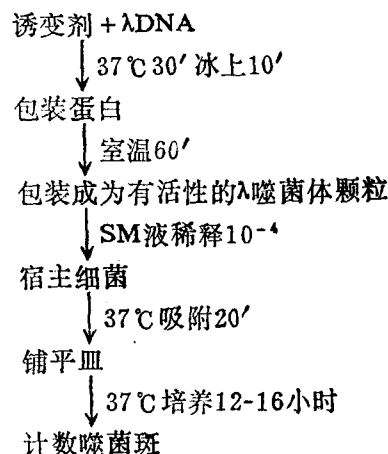 诱变剂+λDNA
37℃30′冰上10′
包装蛋白
室温60′
包装成为有活性的λ噬菌体颗粒
SM液稀释10⁻⁴
宿主细菌
37℃吸附20′
铺平皿
37℃培养12-16小时
计数噬菌斑